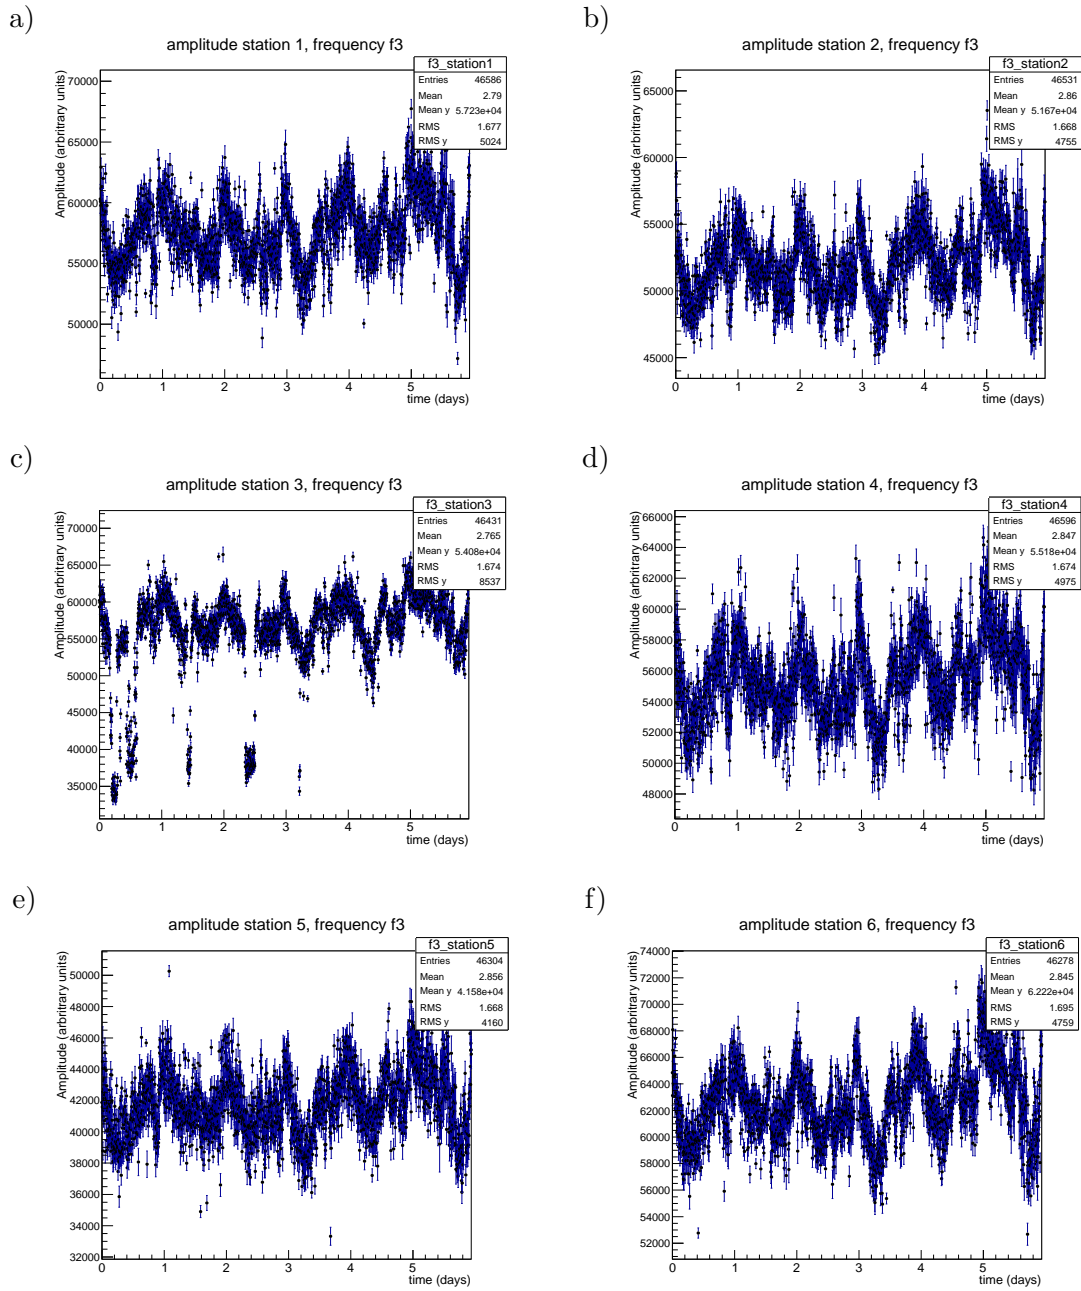 a)
amplitude station 1, frequency f3
f3_station1
Entries 46586
Mean 2.79
Mean y 5.723e+04
RMS 1.677
RMS y 5024
Amplitude (arbritrary units)
70000
65000
60000
55000
50000
0 1 2 3 4 5
time (days)
b)
amplitude station 2, frequency f3
f3_station2
Entries 46531
Mean 2.86
Mean y 5.167e+04
RMS 1.668
RMS y 4755
Amplitude (arbritrary units)
65000
60000
55000
50000
45000
0 1 2 3 4 5
time (days)
c)
amplitude station 3, frequency f3
f3_station3
Entries 46431
Mean 2.765
Mean y 5.408e+04
RMS 1.674
RMS y 8537
Amplitude (arbritrary units)
70000
65000
60000
55000
50000
45000
40000
35000
0 1 2 3 4 5
time (days)
d)
amplitude station 4, frequency f3
f3_station4
Entries 46596
Mean 2.847
Mean y 5.518e+04
RMS 1.674
RMS y 4975
Amplitude (arbritrary units)
66000
64000
62000
60000
58000
56000
54000
52000
50000
48000
0 1 2 3 4 5
time (days)
e)
amplitude station 5, frequency f3
f3_station5
Entries 46304
Mean 2.856
Mean y 4.158e+04
RMS 1.668
RMS y 4160
Amplitude (arbritrary units)
50000
48000
46000
44000
42000
40000
38000
36000
34000
32000
0 1 2 3 4 5
time (days)
f)
amplitude station 6, frequency f3
f3_station6
Entries 46278
Mean 2.845
Mean y 6.222e+04
RMS 1.695
RMS y 4759
Amplitude (arbritrary units)
74000
72000
70000
68000
66000
64000
62000
60000
58000
56000
54000
52000
0 1 2 3 4 5
time (days)